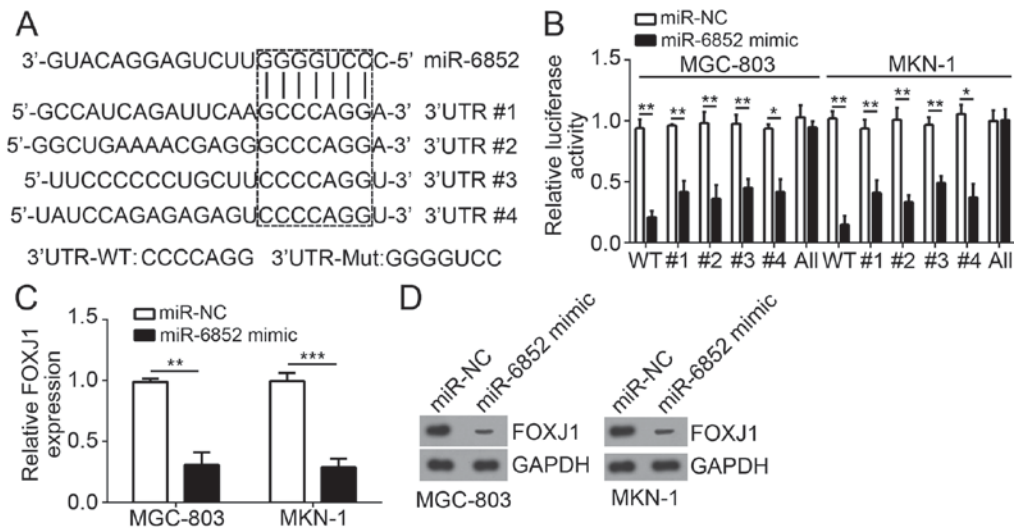 A
3'-GUACAGGAGUCUUGGGGUCCC-5' miR-6852
5'-GCCAUCAGAUUCAAGCCCAGGA-3' 3'UTR #1
5'-GGCUGAAAACGAGGGCCCAGGA-3' 3'UTR #2
5'-UUCCCCCCUGCUUCCCCAGGU-3' 3'UTR #3
5'-UAUCCAGAGAGAGUCCCCAGGU-3' 3'UTR #4
3'UTR-WT:CCCCAGG 3'UTR-Mut:GGGGUCC
B
miR-NC
miR-6852 mimic
MGC-803 MKN-1
Relative luciferase
activity
1.5
1.0
0.5
0.0
** ** ** ** * ** ** ** ** *
WT #1 #2 #3 #4 All WT #1 #2 #3 #4 All
C
miR-NC
miR-6852 mimic
Relative FOXJ1
expression
1.5
1.0
0.5
0
** ***
MGC-803 MKN-1
D
miR-NC miR-6852 mimic miR-NC miR-6852 mimic
FOXJ1 FOXJ1
GAPDH GAPDH
MGC-803 MKN-1